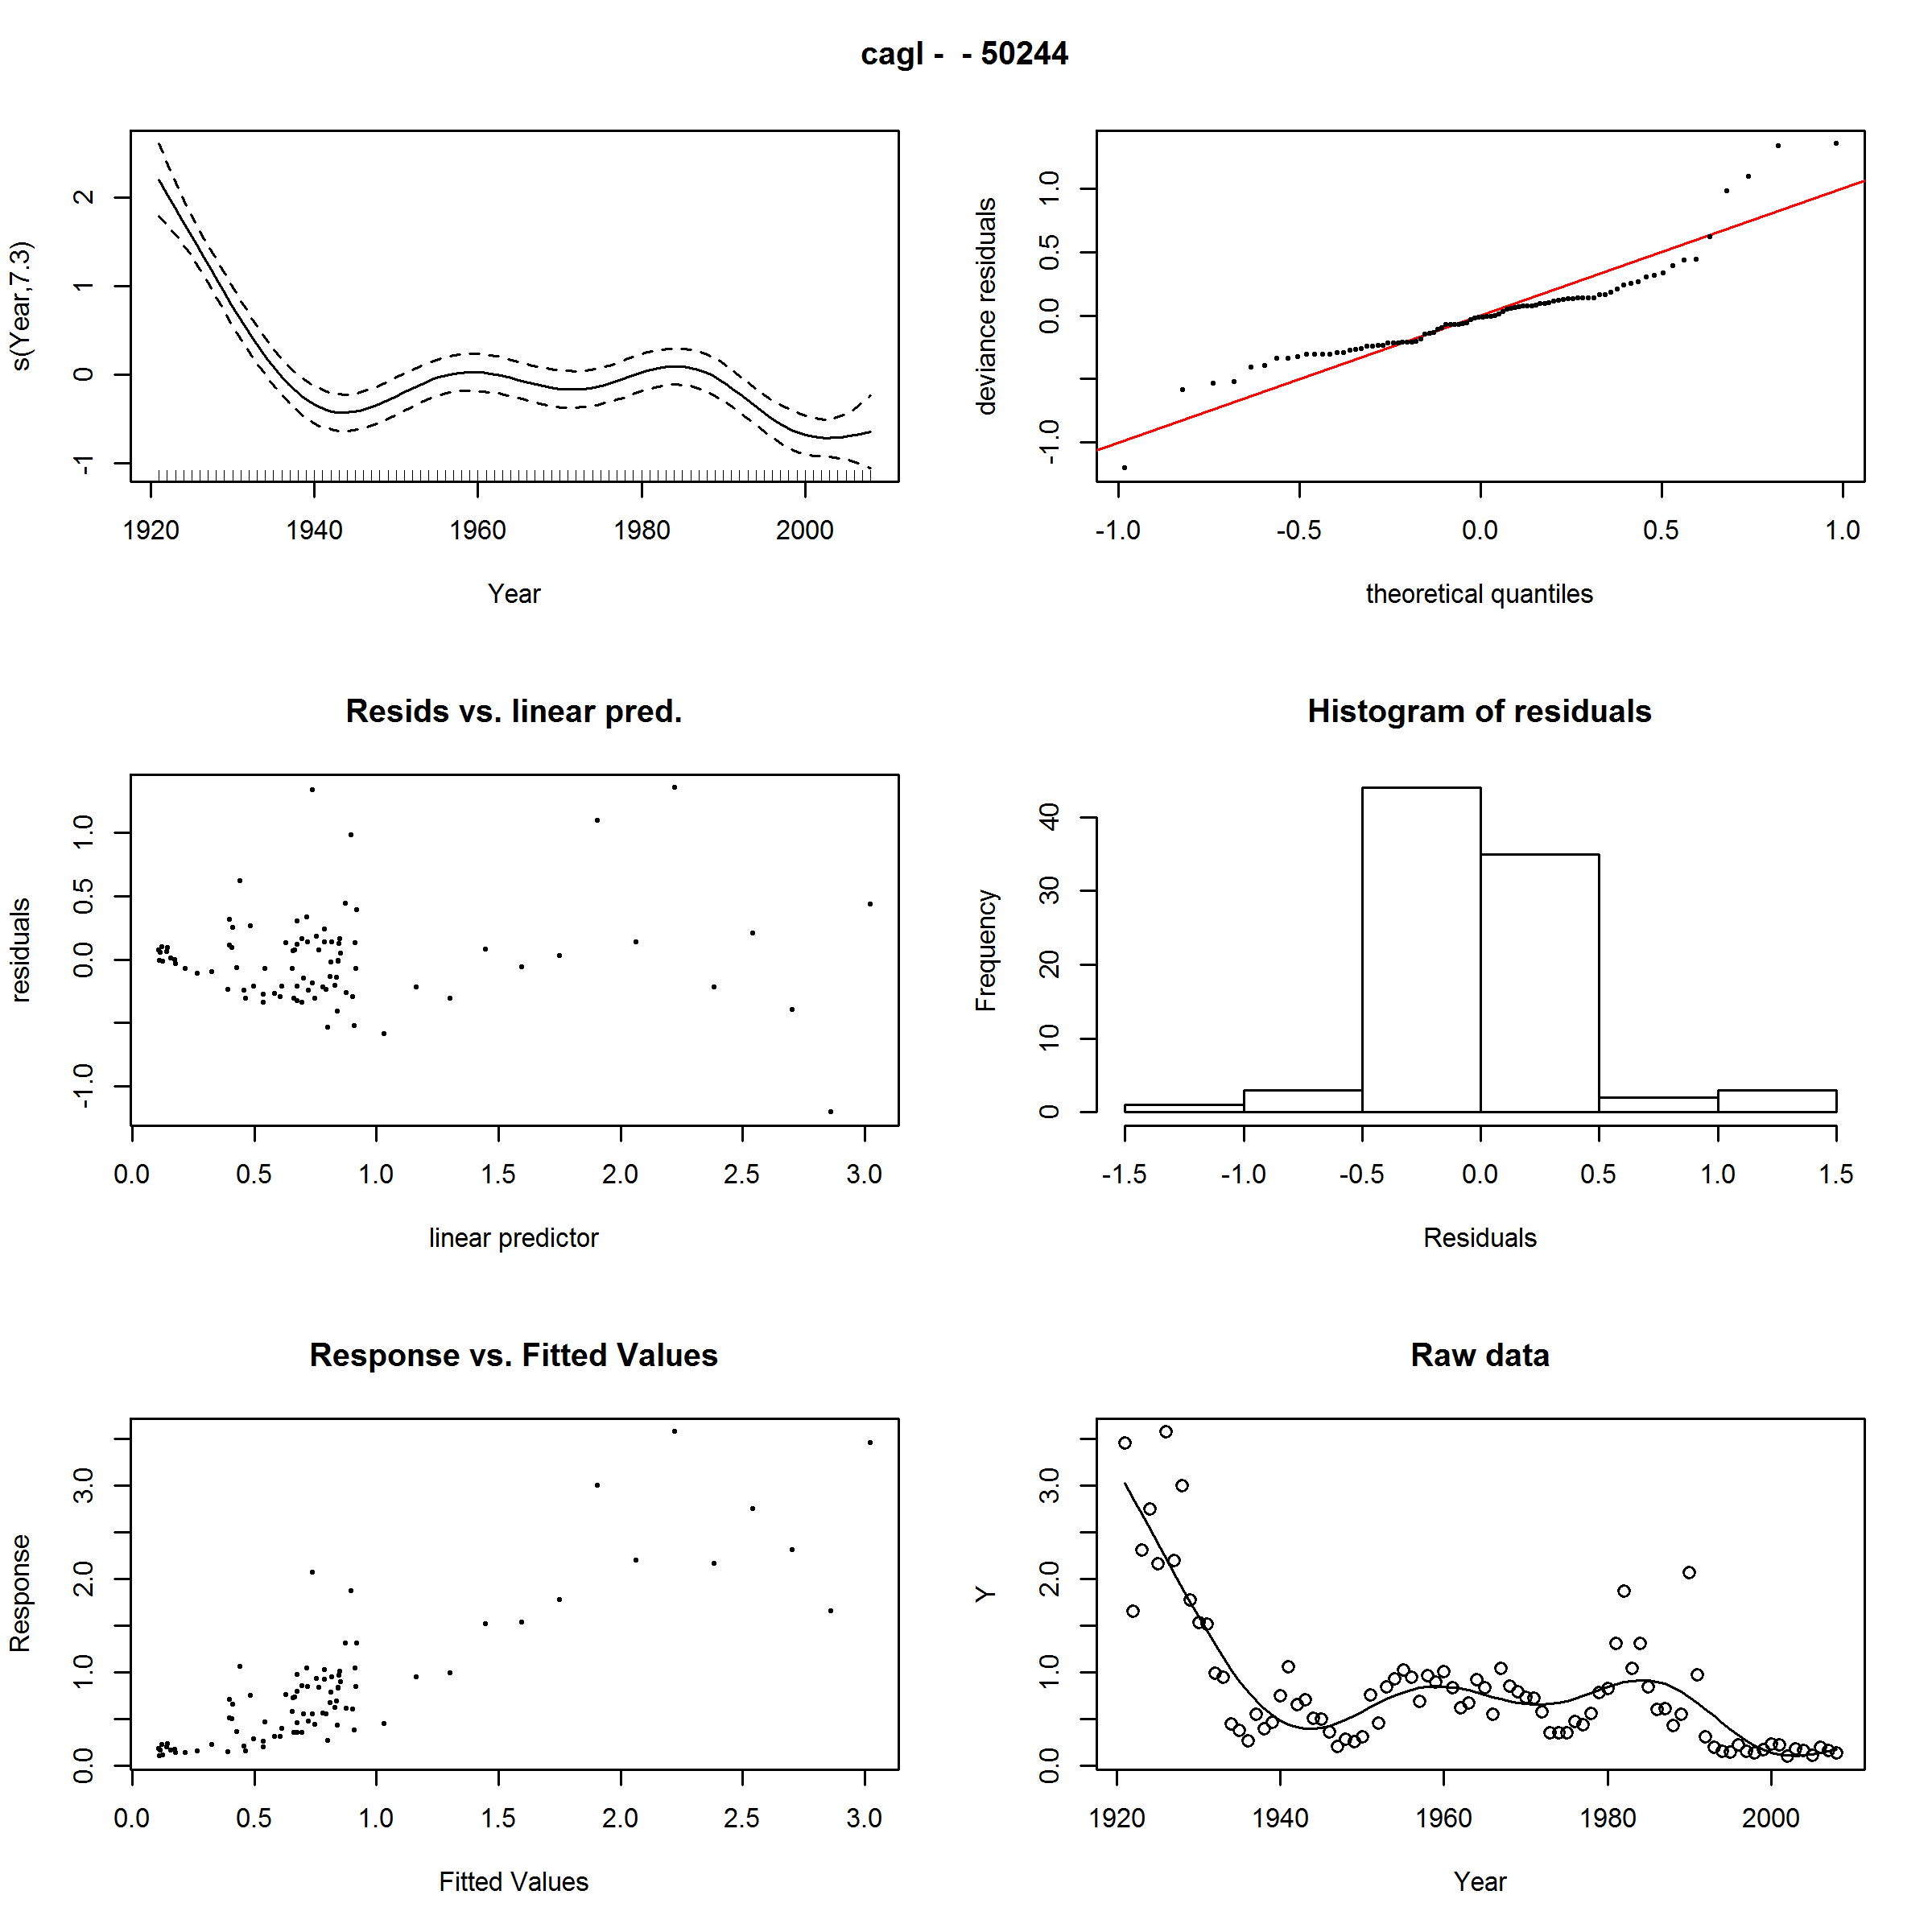 cagl -  - 50244
s(Year,7.3)
2
1
0
-1
1920 1940 1960 1980 2000
Year
deviance residuals
1.0
0.5
0.0
-1.0
-1.0 -0.5 0.0 0.5 1.0
theoretical quantiles
Resids vs. linear pred.
residuals
1.0
0.5
0.0
-1.0
0.0 0.5 1.0 1.5 2.0 2.5 3.0
linear predictor
Histogram of residuals
Frequency
40
30
20
10
0
-1.5 -1.0 -0.5 0.0 0.5 1.0 1.5
Residuals
Response vs. Fitted Values
Response
3.0
2.0
1.0
0.0
0.0 0.5 1.0 1.5 2.0 2.5 3.0
Fitted Values
Raw data
Y
3.0
2.0
1.0
0.0
1920 1940 1960 1980 2000
Year